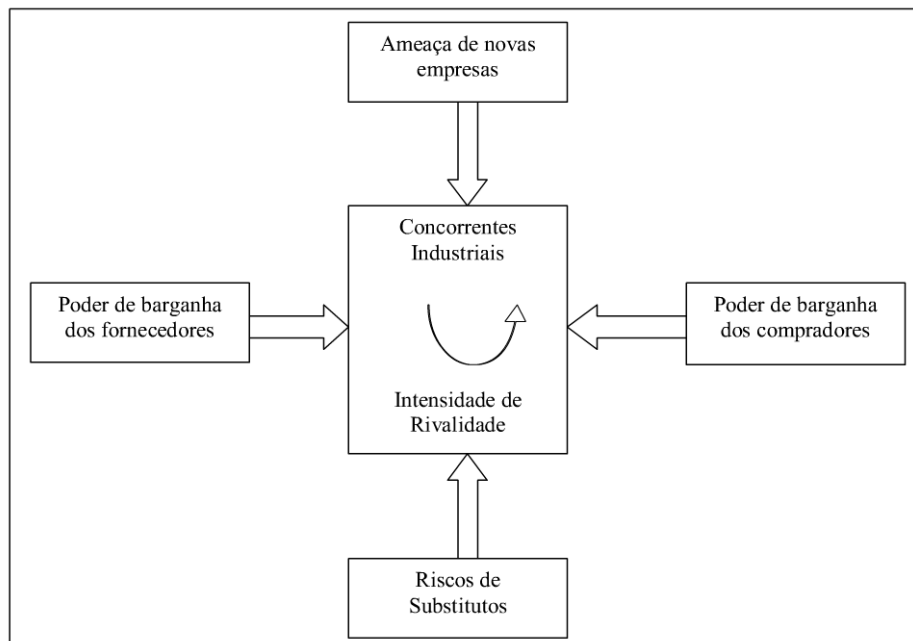 Ameaça de novas
empresas
Concorrentes
Industriais
Poder de barganha
dos fornecedores
Poder de barganha
dos compradores
Intensidade de
Rivalidade
Riscos de
Substitutos